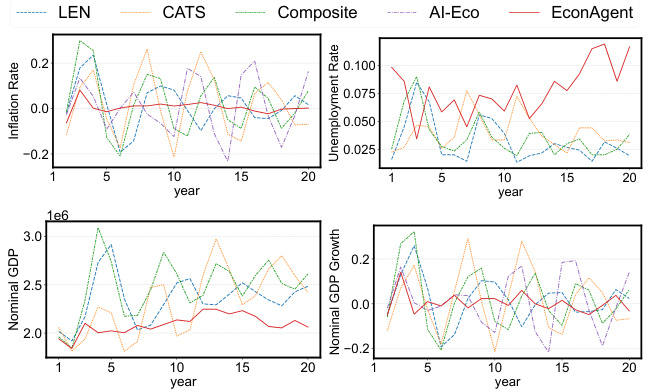 LEN CATS Composite AI-Eco EconAgent
Inflation Rate
0.2
0.0
−0.2
1 5 10 15 20
year
Unemployment Rate
0.100
0.075
0.050
0.025
1 5 10 15 20
year
1e6
Nominal GDP
3.0
2.5
2.0
1 5 10 15 20
year
Nominal GDP Growth
0.2
0.0
−0.2
1 5 10 15 20
year